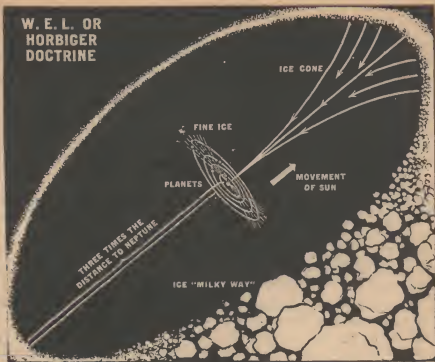 W. E. L. OR
HORBIGER
DOCTRINE
ICE CONE
FINE ICE
PLANETS
MOVEMENT
OF SUN
THREE TIMES THE
DISTANCE TO NEPTUNE
ICE "MILKY WAY"